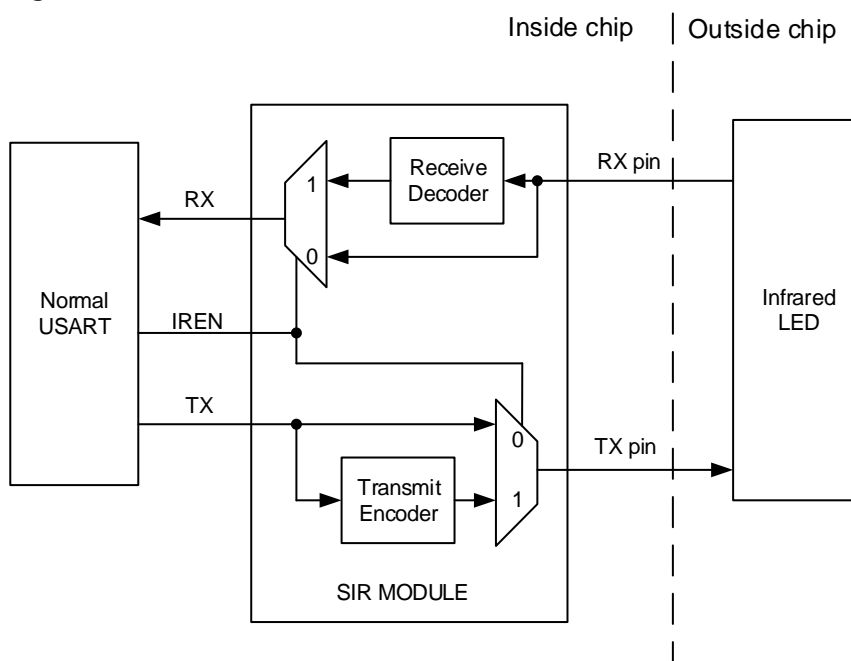 Inside chip
Outside chip
Receive
Decoder
RX pin
1
RX
0
Normal
USART
IREN
Infrared
LED
TX
0
TX pin
Transmit
Encoder
1
SIR MODULE